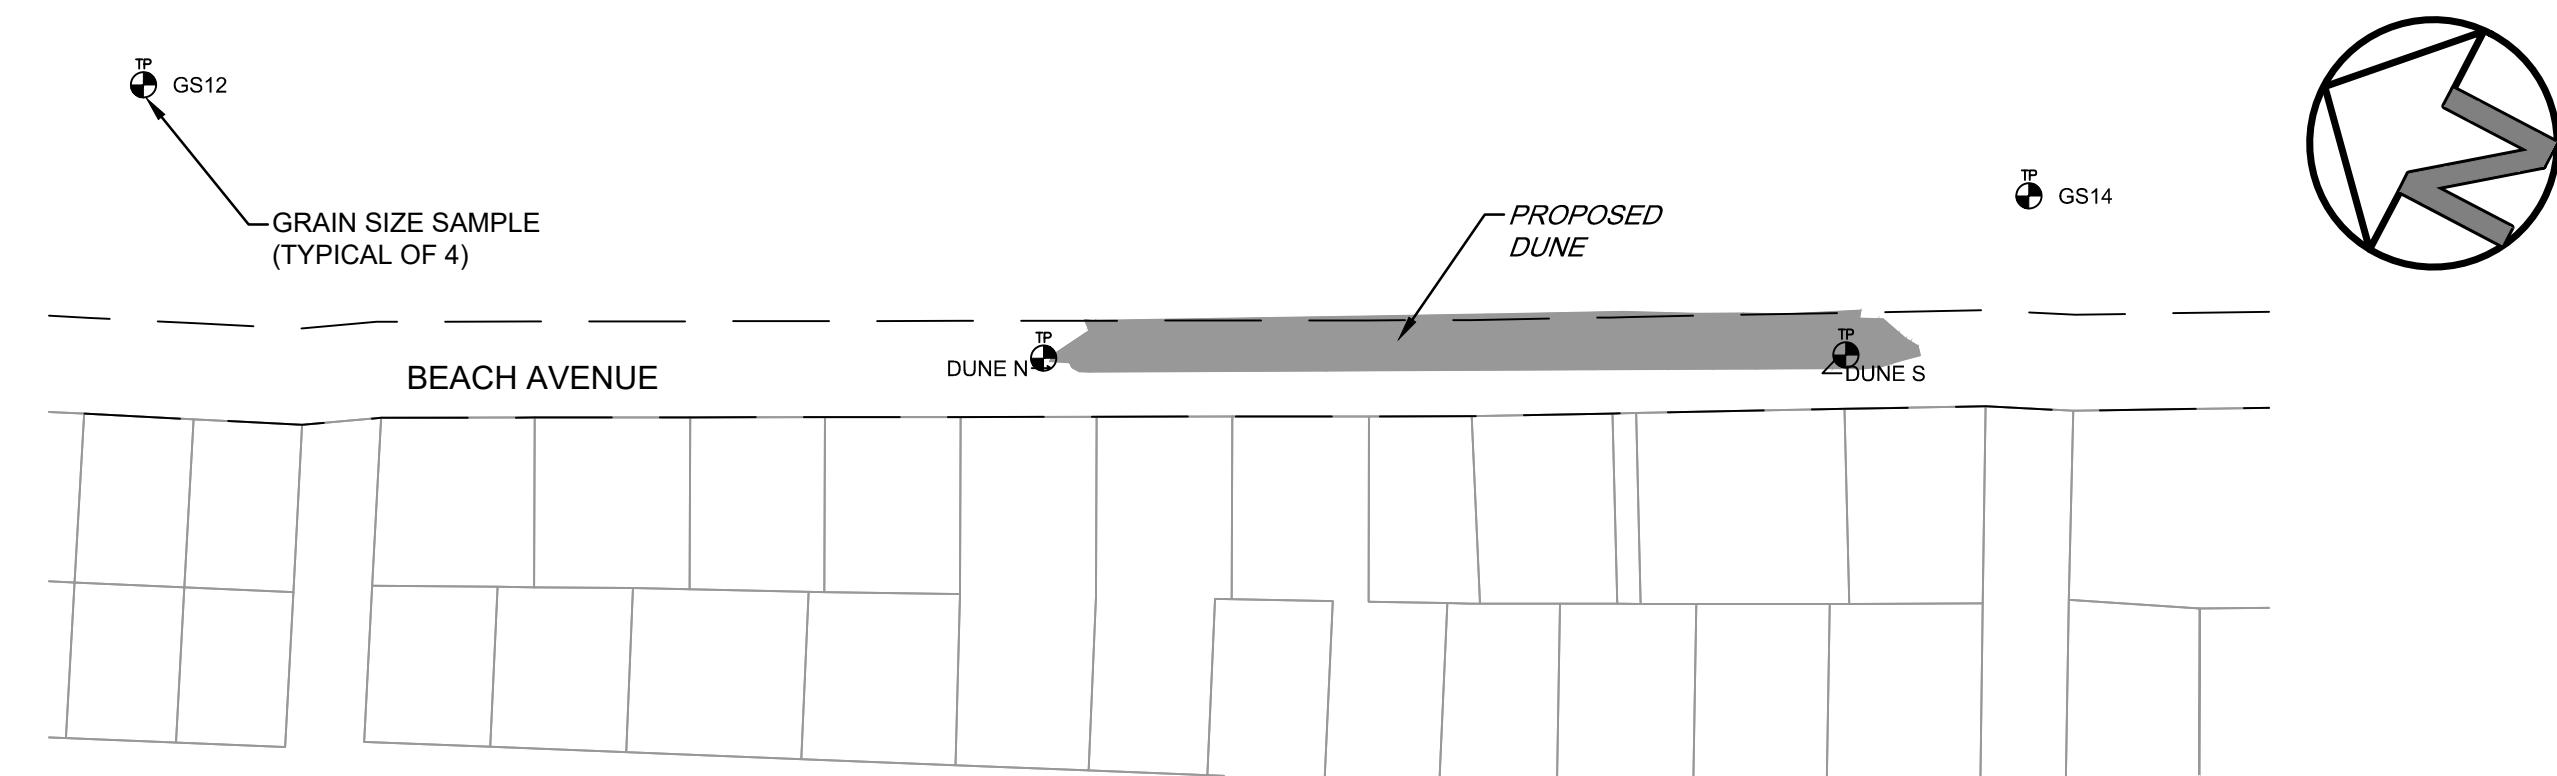 TP
GS12
GRAIN SIZE SAMPLE
(TYPICAL OF 4)
PROPOSED
DUNE
TP
GS14
N
TP
DUNE N
TP
DUNE S
BEACH AVENUE